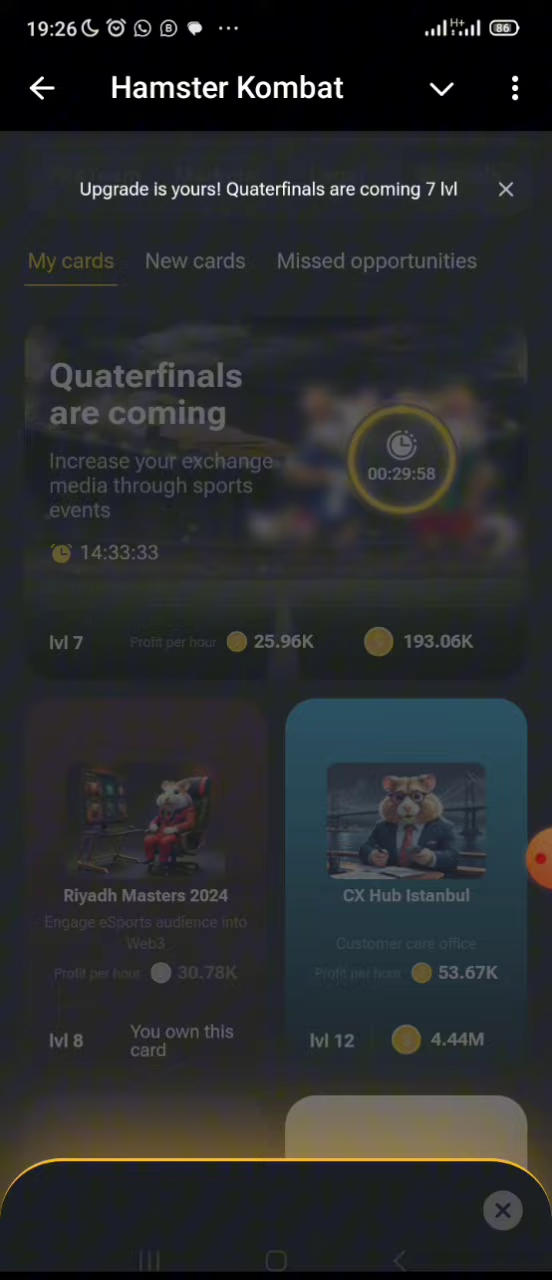 19:26
H+
86
Hamster Kombat
Upgrade is yours! Quaterfinals are coming 7 lvl
My cards New cards Missed opportunities
Quaterfinals
are coming
00:29:58
Increase your exchange
media through sports
events
14:33:33
lvl 7 Profit per hour 25.96K 193.06K
Riyadh Masters 2024
Engage eSports audience into
Web3
Profit per hour 30.78K
lvl 8 You own this
card
CX Hub Istanbul
Customer care office
Profit per hour 53.67K
lvl 12 4.44M